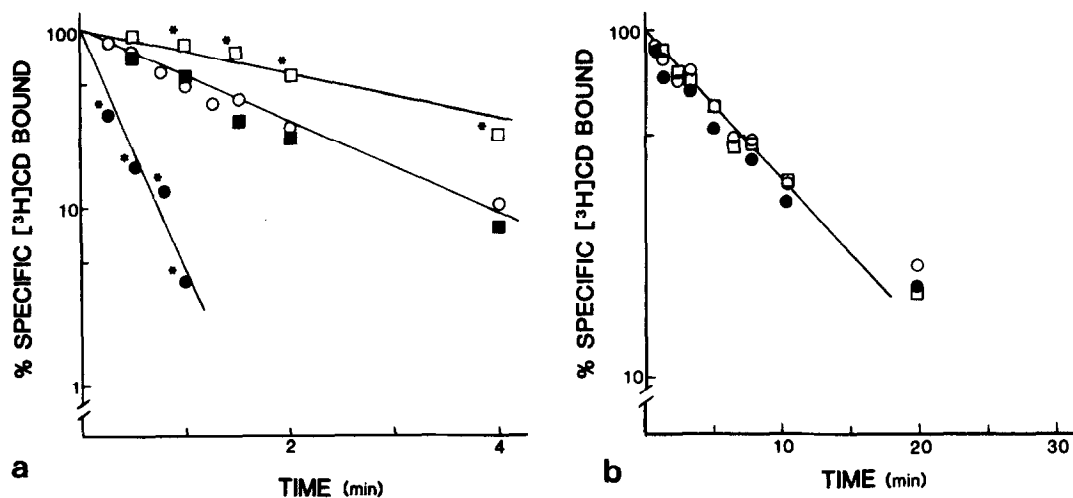 % SPECIFIC [³H]CD BOUND
100
10
1
2
4
TIME (min)
a
% SPECIFIC [³H]CD BOUND
100
10
10
20
30
TIME (min)
b